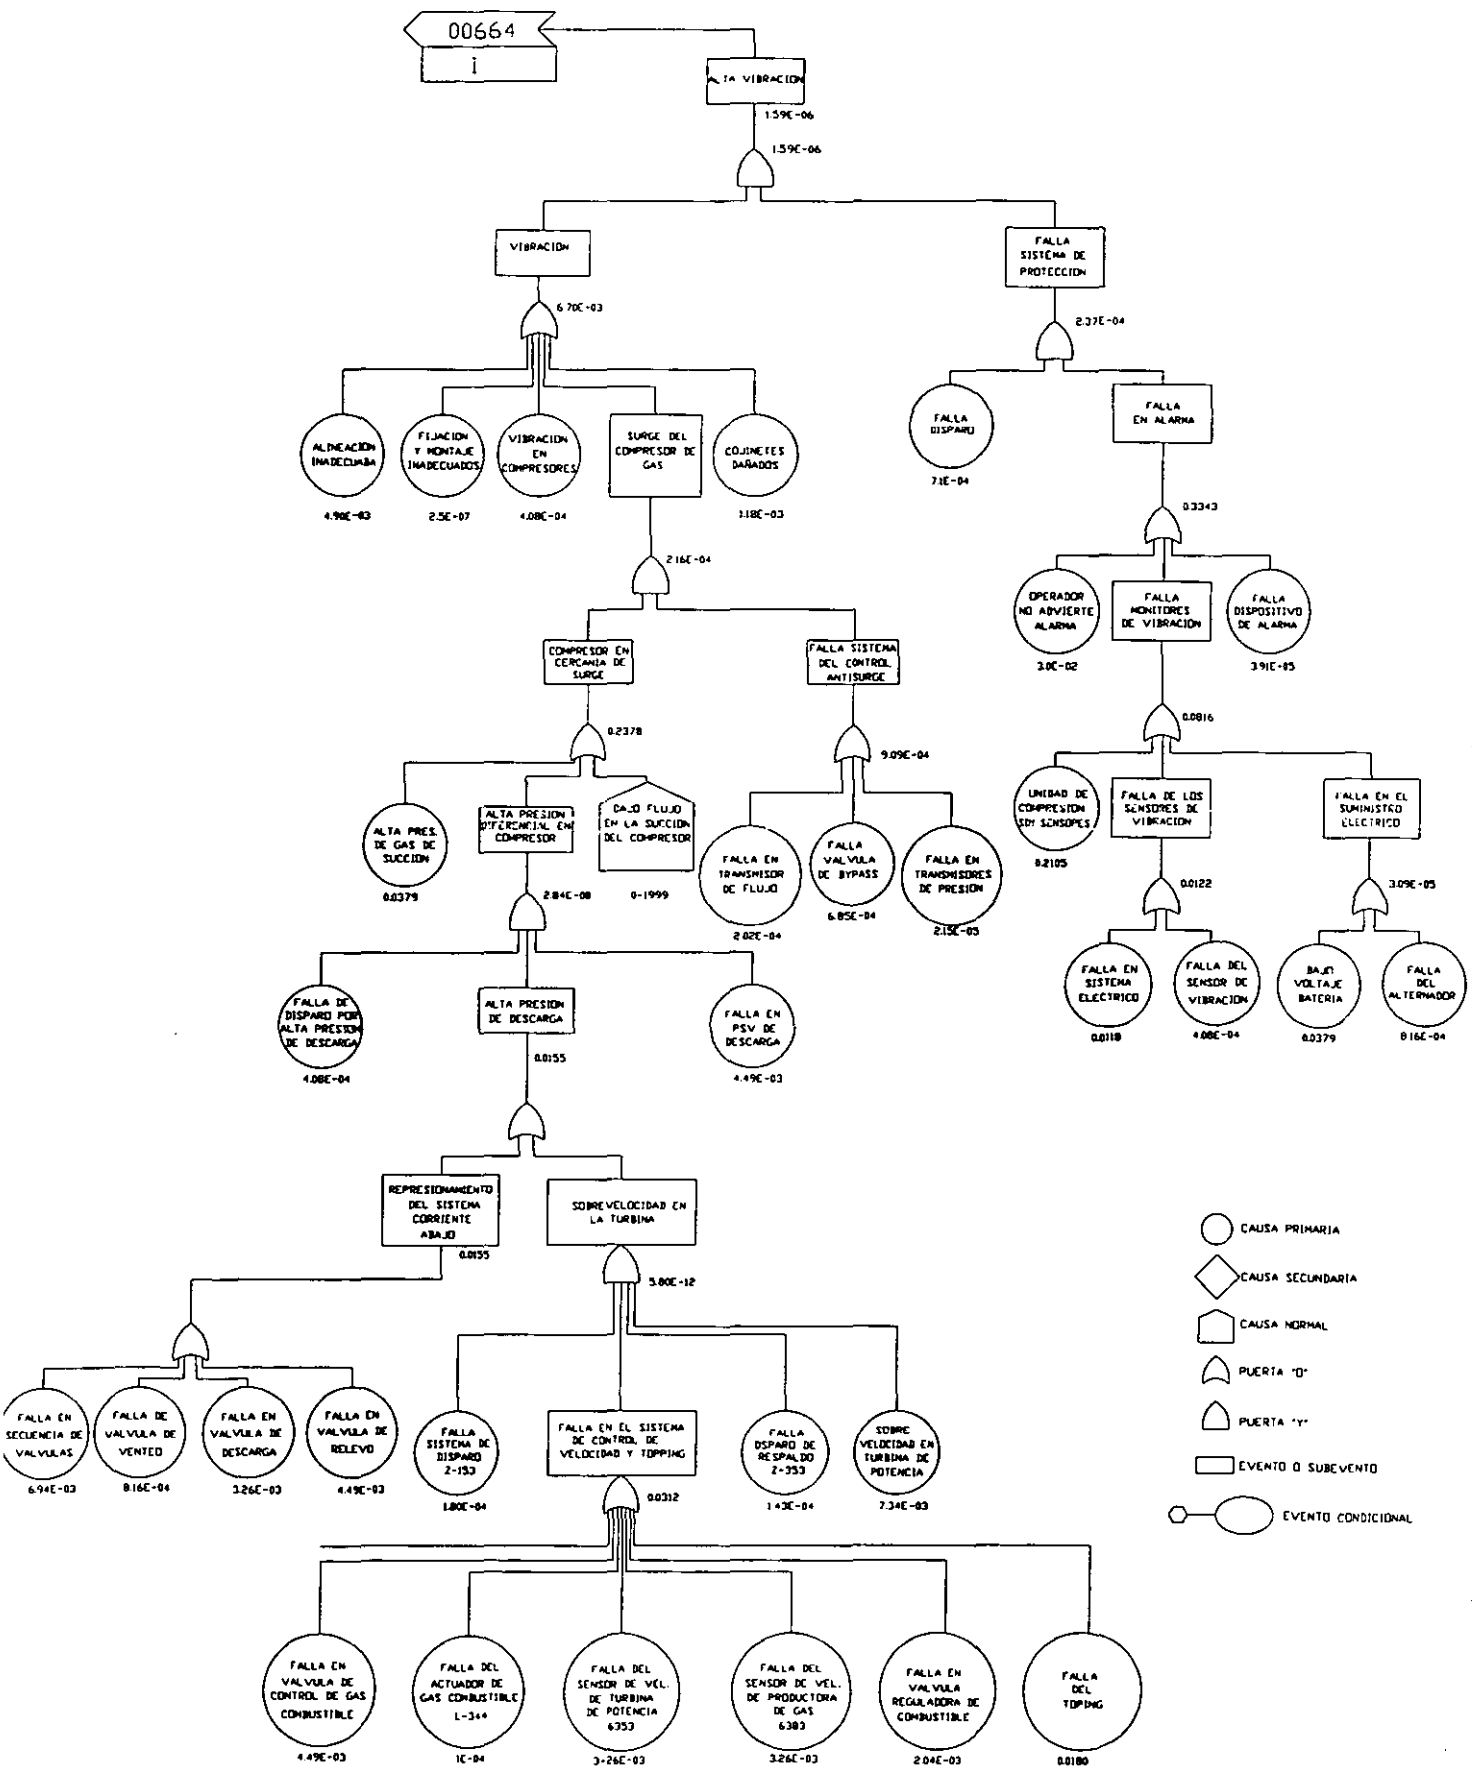 00664
i
ALTA VIBRACION
1.59E-06
1.59E-06
VIBRACION
FALLA
SISTEMA DE
PROTECCION
6.70E-03
2.37E-04
ALINEACION
INADECUADA
4.90E-03
FIJACION
Y MONTAJE
INADECUADOS
2.5E-07
VIBRACION
EN
COMPRESORES
4.08E-04
SURGE DEL
COMPRESOR DE
GAS
COJINETES
DAÑADOS
1.18E-03
FALLA
DISPARO
7.1E-04
FALLA
EN ALARMA
0.3343
2.16E-04
OPERADOR
NO ADVIERTE
ALARMA
3.0E-02
FALLA
MONITORES
DE VIBRACION
FALLA
DISPOSITIVO
DE ALARMA
3.91E-05
COMPRESOR EN
CERCANIA DE
SURGE
FALLA SISTEMA
DEL CONTROL
ANTISURGE
0.2378
9.09E-04
0.0816
ALTA PRES.
DE GAS DE
SUCCION
0.0379
ALTA PRESION
DIFERENCIAL EN
COMPRESOR
BAJO FLUJO
EN LA SUCCION
DEL COMPRESOR
0-1999
FALLA EN
TRANSMISOR
DE FLUJO
2.02E-04
FALLA
VALVULA
DE BYPASS
6.85E-04
FALLA EN
TRANSMISORES
DE PRESION
2.15E-05
UNIDAD DE
COMPRESION
SIN SENSORES
0.2105
FALLA DE LOS
SENSORES DE
VIBRACION
FALLA EN EL
SUMINISTRO
ELECTRICO
2.84E-08
0.0122
3.09E-05
FALLA DE
DISPARO POR
ALTA PRESION
DE DESCARGA
4.08E-04
ALTA PRESION
DE DESCARGA
FALLA EN
PSV DE
DESCARGA
4.49E-03
FALLA EN
SISTEMA
ELECTRICO
0.0118
FALLA DEL
SENSOR DE
VIBRACION
4.08E-04
BAJO
VOLTAJE
BATERIA
0.0379
FALLA
DEL
ALTERNADOR
8.16E-04
0.0155
REPRESIONAMIENTO
DEL SISTEMA
CORRIENTE
ABAJO
0.0155
SOBREVELOCIDAD EN
LA TURBINA
5.80E-12
FALLA EN
SECUENCIA DE
VALVULAS
6.94E-03
FALLA DE
VALVULA DE
VENTEO
8.16E-04
FALLA EN
VALVULA DE
DESCARGA
3.26E-03
FALLA EN
VALVULA DE
RELEVO
4.49E-03
FALLA
SISTEMA DE
DISPARO
2-153
1.80E-04
FALLA EN EL SISTEMA
DE CONTROL DE
VELOCIDAD Y TOPPING
FALLA
DSPARO DE
RESPALDO
2-353
1.43E-04
SOBRE
VELOCIDAD EN
TURBINA DE
POTENCIA
7.34E-03
0.0312
FALLA EN
VALVULA DE
CONTROL DE GAS
COMBUSTIBLE
4.49E-03
FALLA DEL
ACTUADOR DE
GAS COMBUSTIBLE
L-344
1E-04
FALLA DEL
SENSOR DE VEL.
DE TURBINA
DE POTENCIA
6353
3-26E-03
FALLA DEL
SENSOR DE VEL.
DE PRODUCTORA
DE GAS
6383
3.26E-03
FALLA EN
VALVULA
REGULADORA DE
COMBUSTIBLE
2.04E-03
FALLA
DEL
TOPING
0.0180
CAUSA PRIMARIA
CAUSA SECUNDARIA
CAUSA NORMAL
PUERTA "O"
PUERTA "Y"
EVENTO O SUBEVENTO
EVENTO CONDICIONAL